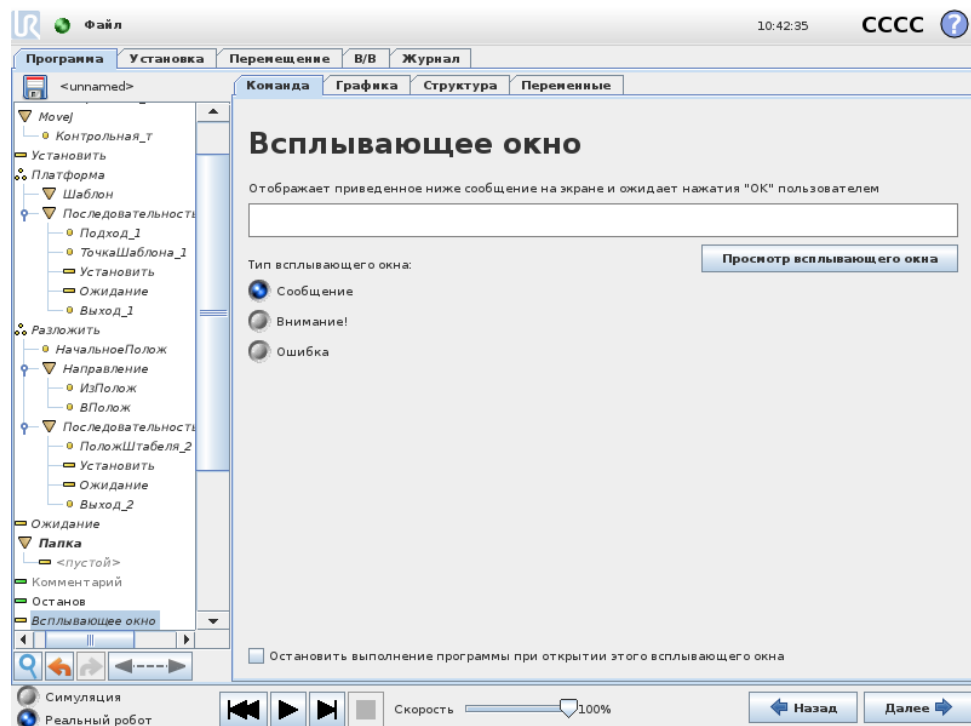 UR Файл 10:42:35 CCCC ?
Программа Установка Перемещение В/В Журнал
<unnamed> Команда Графика Структура Переменные
MoveJ
Контрольная_т
Установить
Платформа
Шаблон
Последовательность
Подход_1
ТочкаШаблона_1
Установить
Ожидание
Выход_1
Разложить
НачальноеПолож
Направление
ИзПолож
ВПолож
Последовательность
ПоложШтабеля_2
Установить
Ожидание
Выход_2
Ожидание
Папка
<пустой>
Комментарий
Останов
Всплывающее окно
Всплывающее окно
Отображает приведенное ниже сообщение на экране и ожидает нажатия "ОК" пользователем
Просмотр всплывающего окна
Тип всплывающего окна:
Сообщение
Внимание!
Ошибка
Остановить выполнение программы при открытии этого всплывающего окна
Симуляция
Реальный робот
Скорость 100% Назад Далее